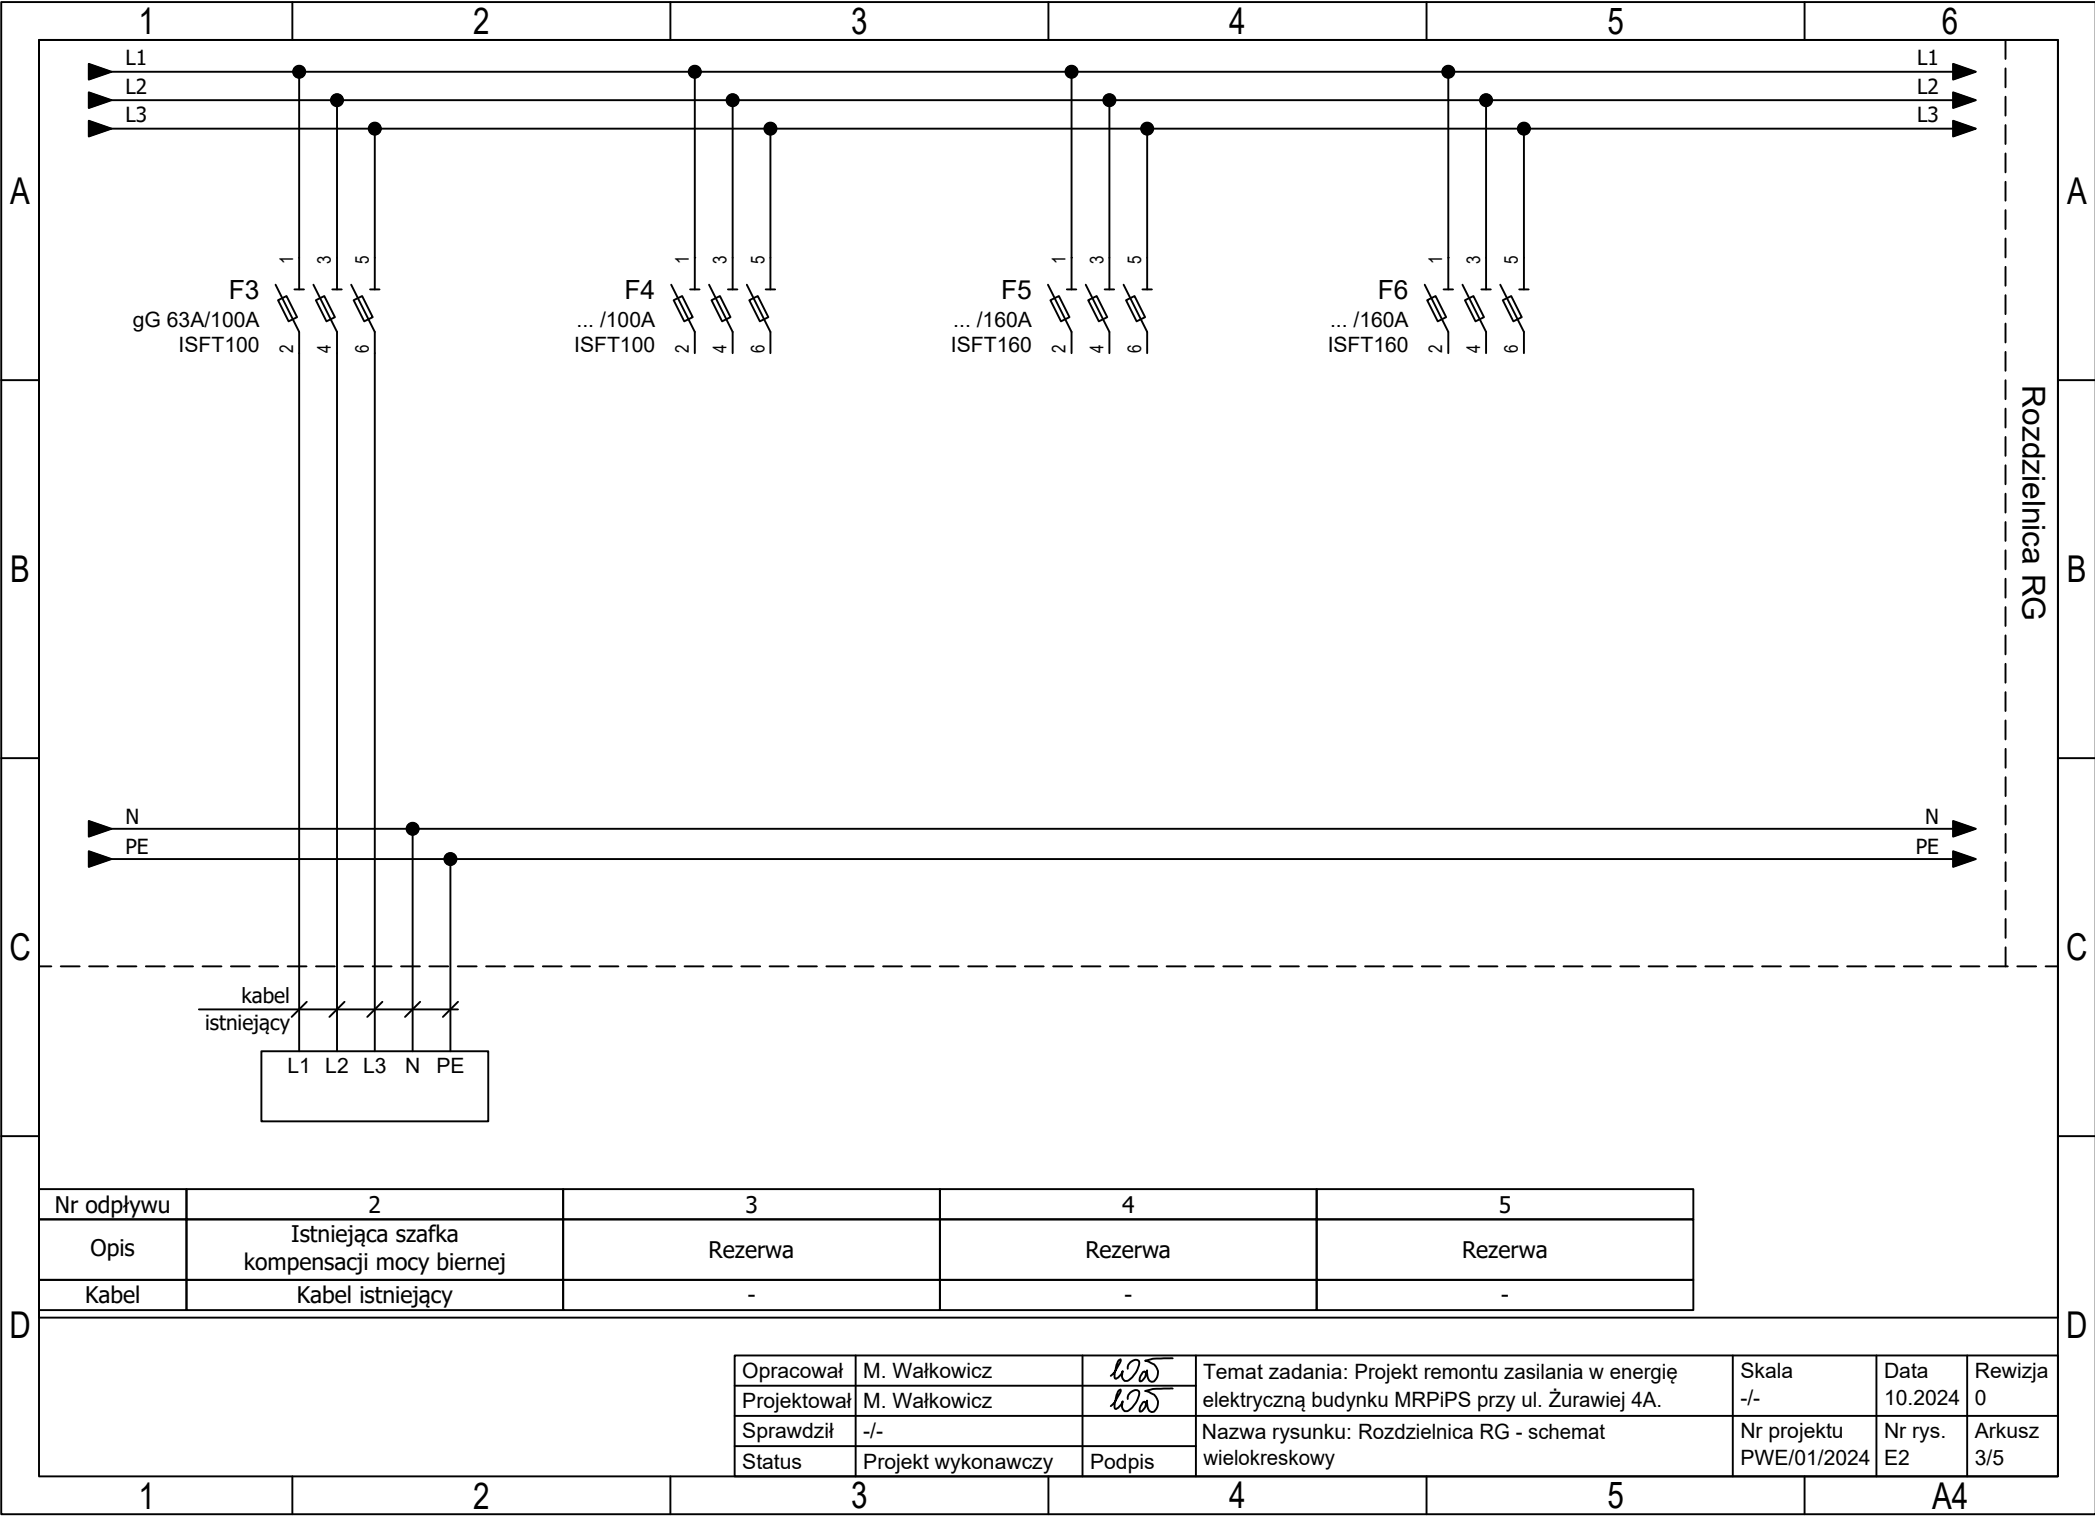 1 2 3 4 5 6
L1 L1
L2 L2
L3 L3
A A
1 3 5 1 3 5 1 3 5 1 3 5
F3 F4 F5 F6
gG 63A/100A ... /100A ... /160A ... /160A
ISFT100 ISFT100 ISFT160 ISFT160
2 4 6 2 4 6 2 4 6 2 4 6
Rozdzielnica RG
B B
N N
PE PE
C C
kabel
istniejący
L1 L2 L3 N PE
Nr odpływu 2 3 4 5
Opis Istniejąca szafka
kompensacji mocy biernej Rezerwa Rezerwa Rezerwa
Kabel Kabel istniejący - - -
D D
Opracował M. Wałkowicz Temat zadania: Projekt remontu zasilania w energię Skala Data Rewizja
Projektował M. Wałkowicz elektryczną budynku MRPiPS przy ul. Żurawiej 4A. -/- 10.2024 0
Sprawdził -/- Nazwa rysunku: Rozdzielnica RG - schemat Nr projektu Nr rys. Arkusz
Status Projekt wykonawczy Podpis wielokreskowy PWE/01/2024 E2 3/5
1 2 3 4 5 A4